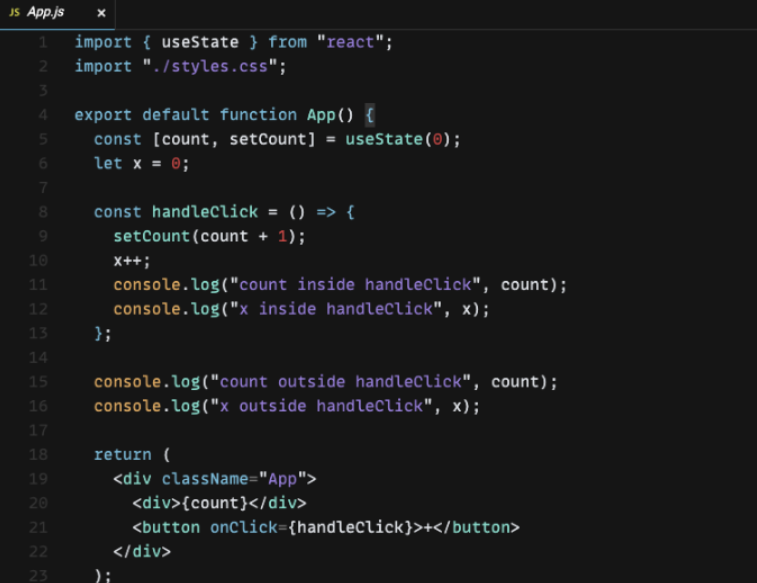 JS App.js ×
1 import { useState } from "react";
2 import "./styles.css";
3
4 export default function App() {
5 const [count, setCount] = useState(0);
6 let x = 0;
7
8 const handleClick = () => {
9 setCount(count + 1);
10 x++;
11 console.log("count inside handleClick", count);
12 console.log("x inside handleClick", x);
13 };
14
15 console.log("count outside handleClick", count);
16 console.log("x outside handleClick", x);
17
18 return (
19 <div className="App">
20 <div>{count}</div>
21 <button onClick={handleClick}>+</button>
22 </div>
23 );